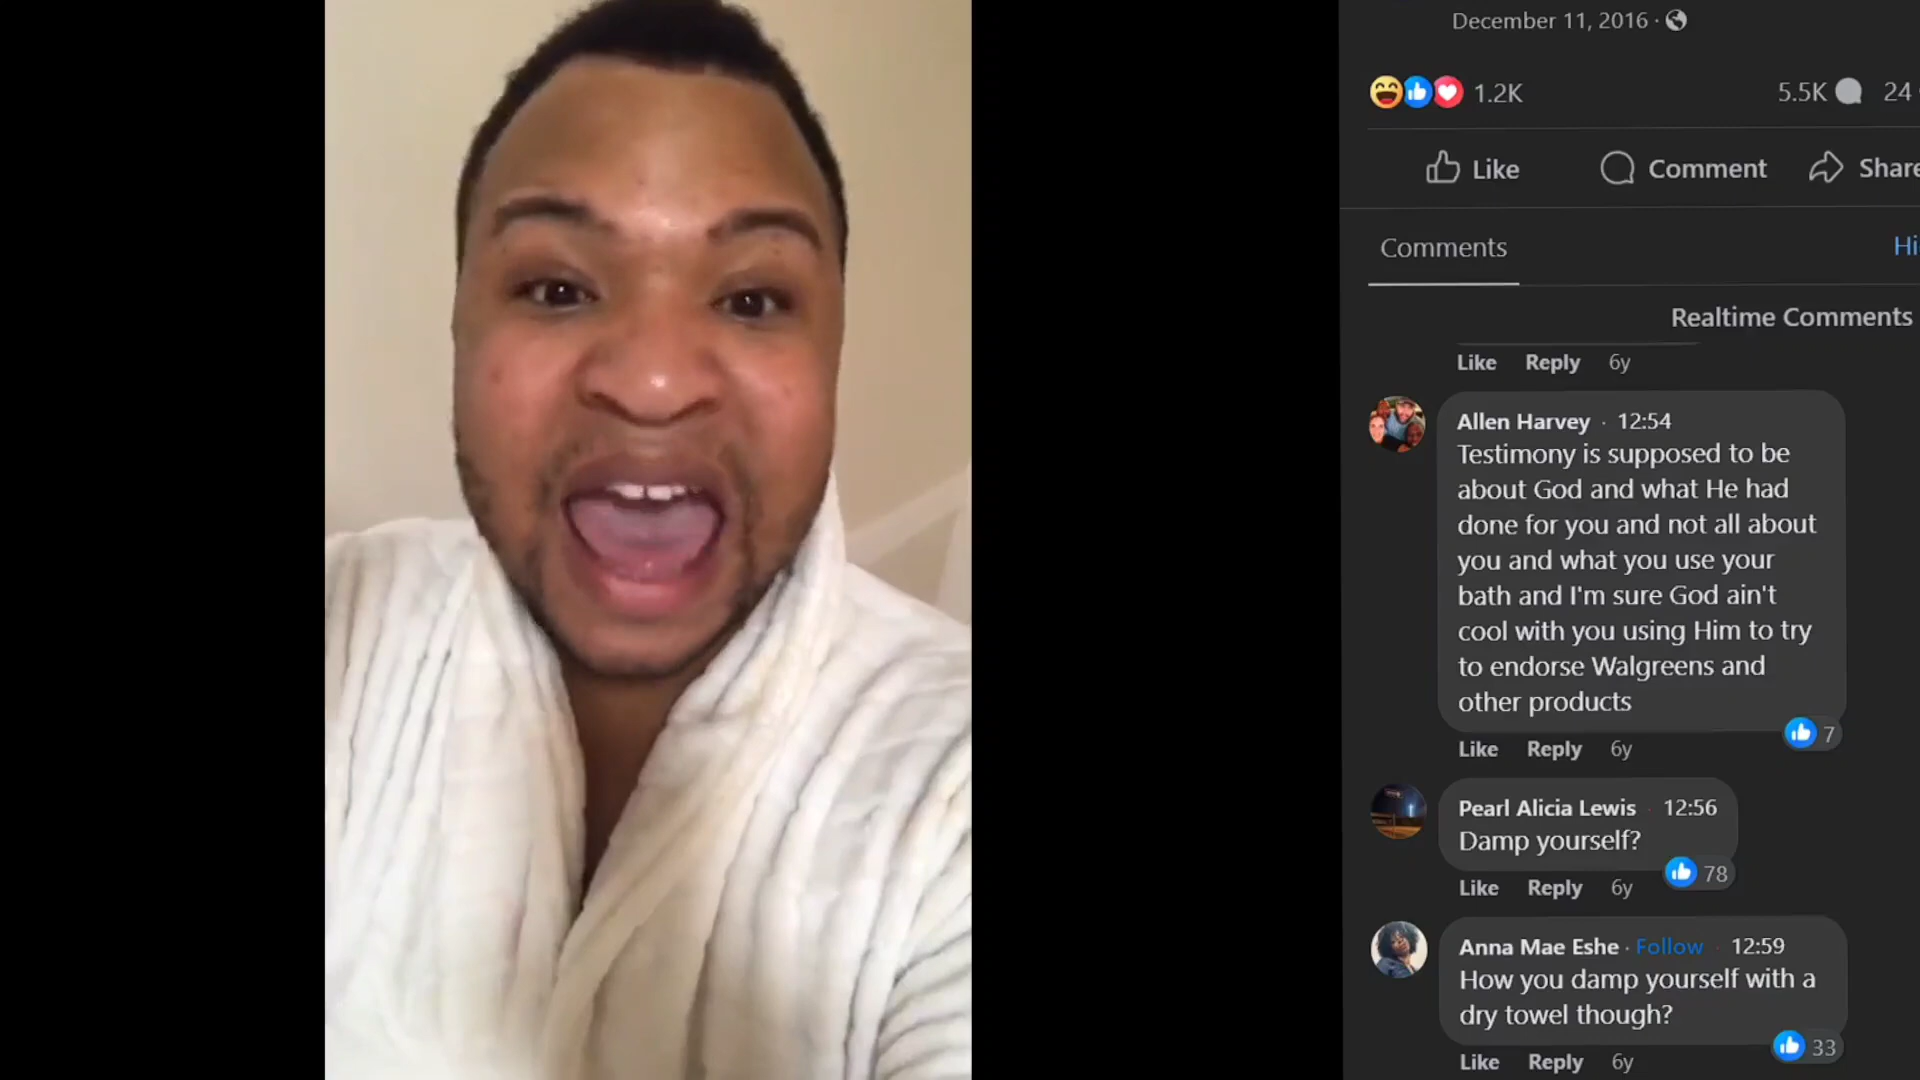 December 11, 2016 ·
1.2K
5.5K
24
Like
Comment
Share
Comments
Hi
Realtime Comments
Like Reply 6y
Allen Harvey · 12:54
Testimony is supposed to be
about God and what He had
done for you and not all about
you and what you use your
bath and I'm sure God ain't
cool with you using Him to try
to endorse Walgreens and
other products
7
Like Reply 6y
Pearl Alicia Lewis · 12:56
Damp yourself?
78
Like Reply 6y
Anna Mae Eshe · Follow · 12:59
How you damp yourself with a
dry towel though?
33
Like Reply 6y